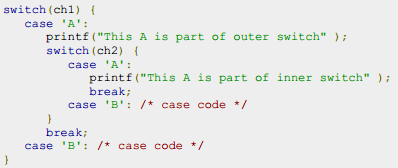 switch(ch1) {
   case 'A':
      printf("This A is part of outer switch" );
      switch(ch2) {
         case 'A':
            printf("This A is part of inner switch" );
            break;
         case 'B': /* case code */
      }
      break;
   case 'B': /* case code */
}